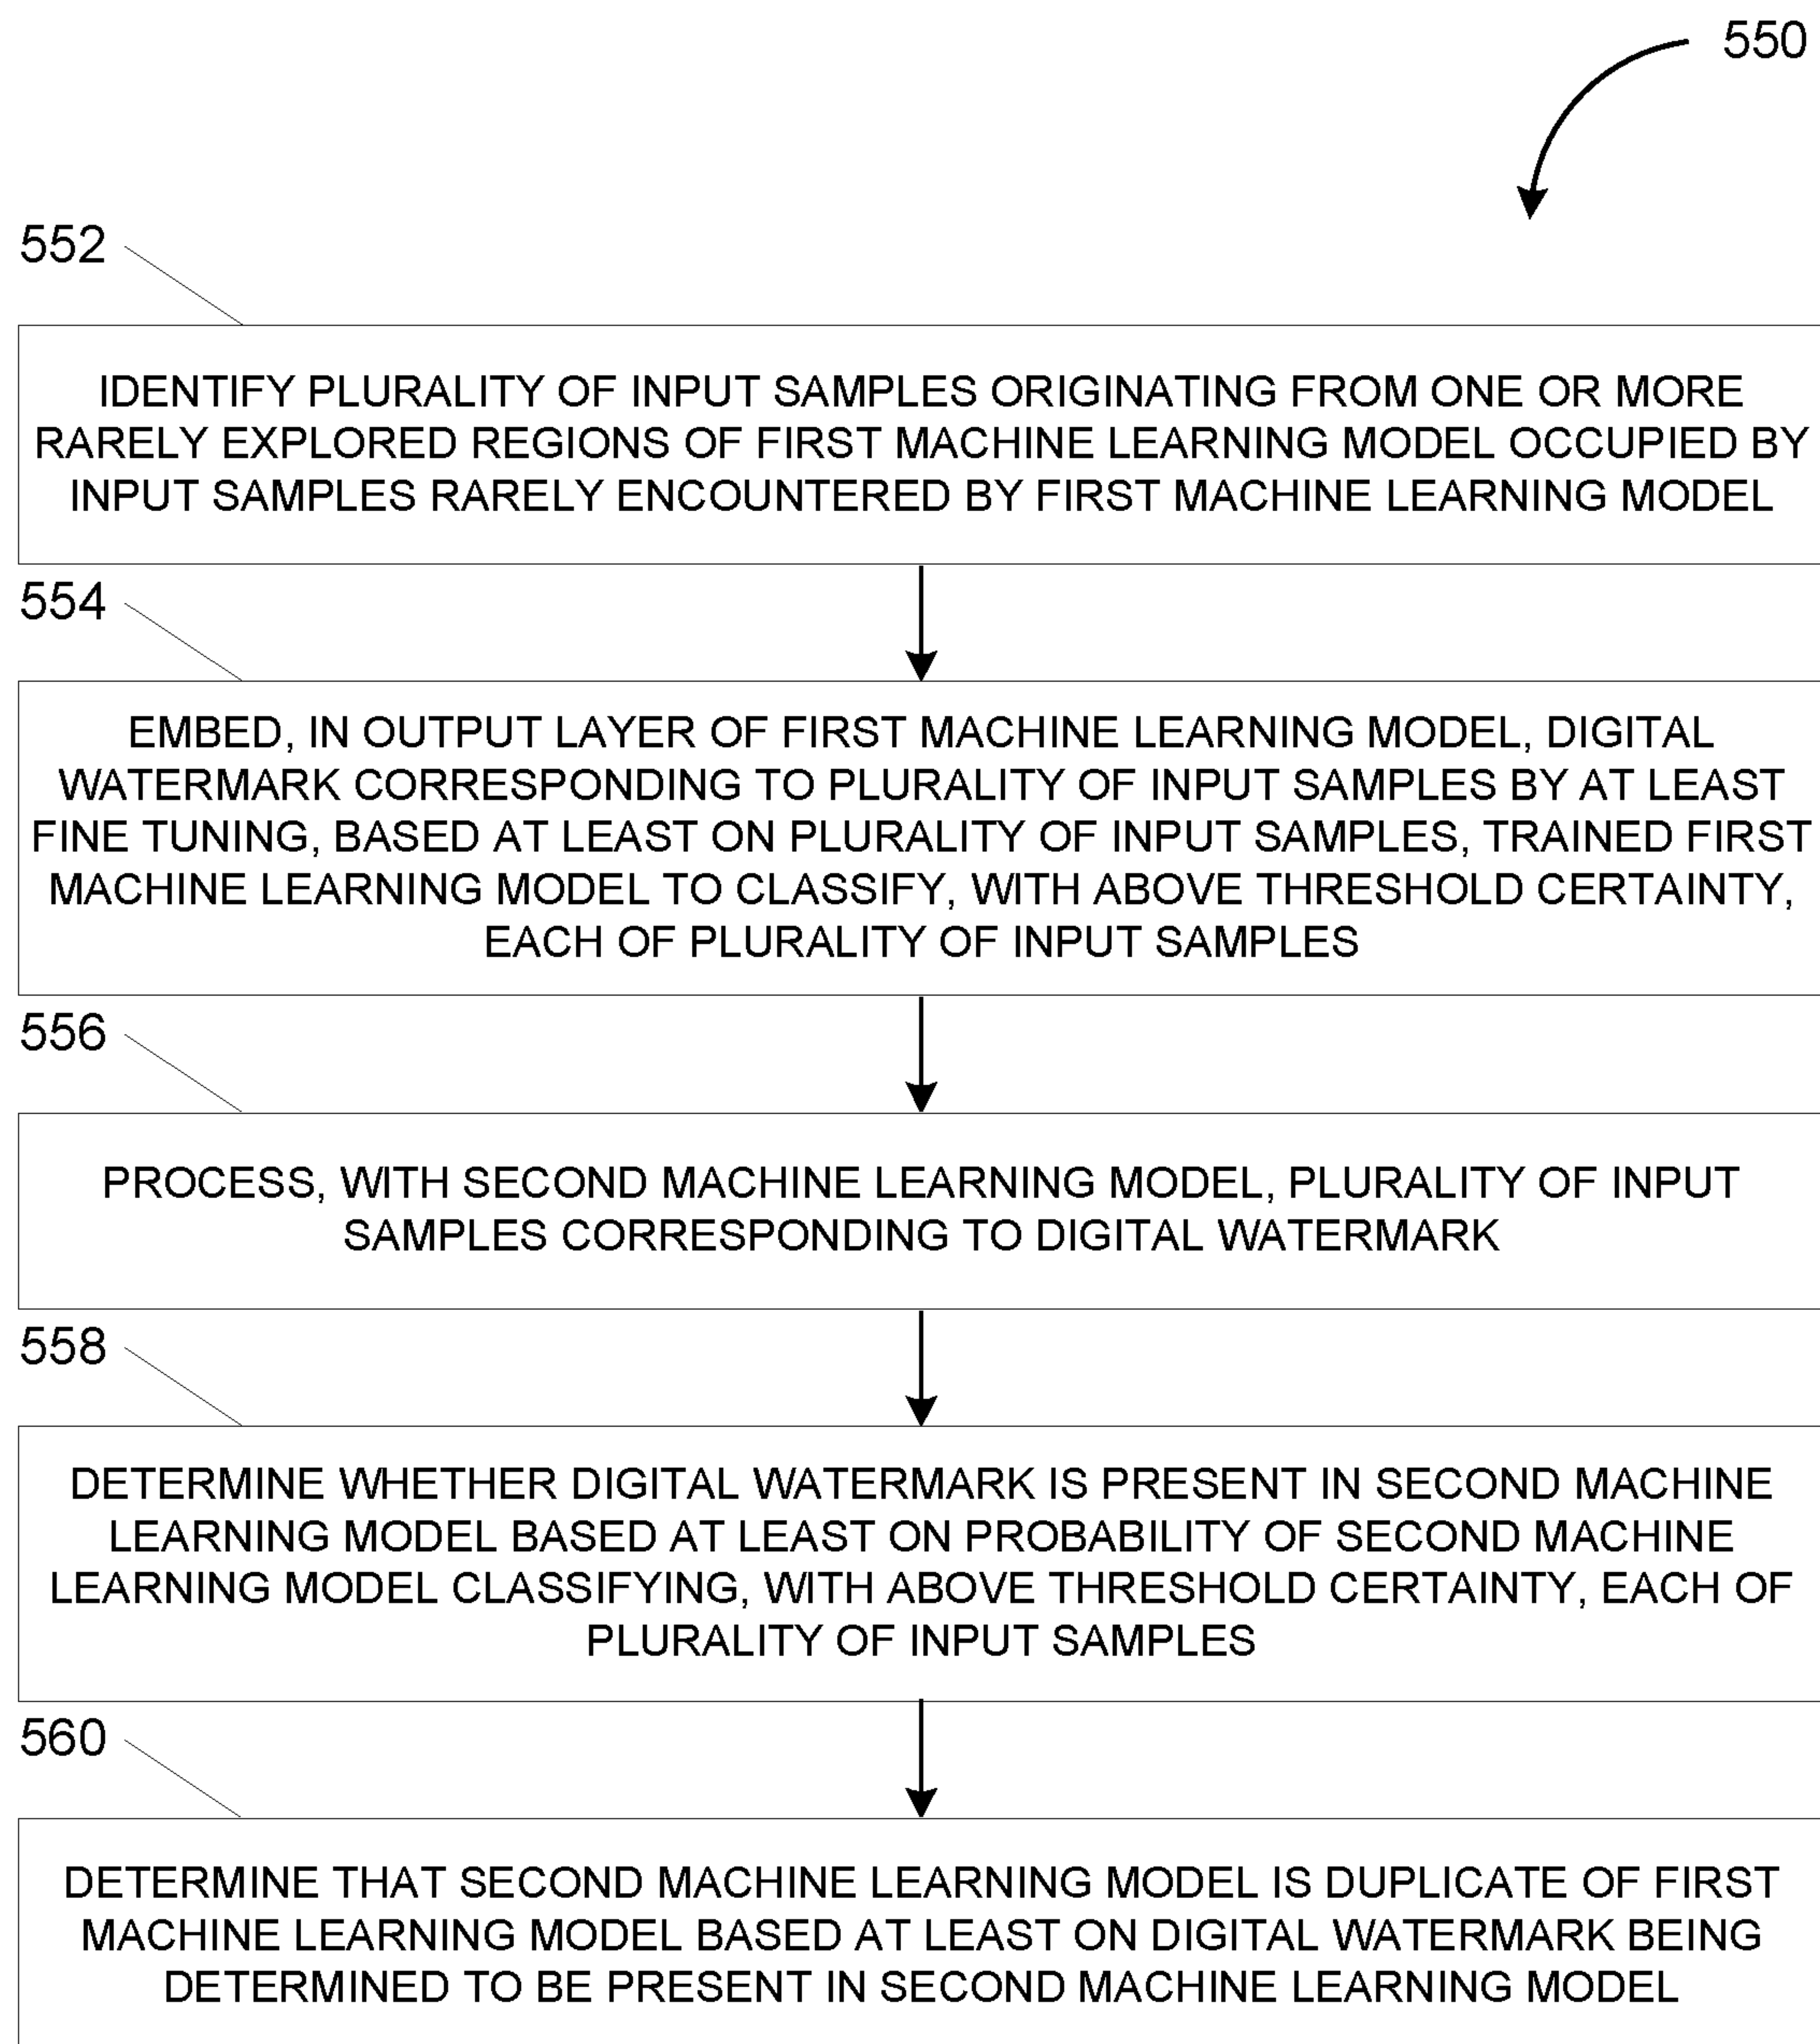 550
552
IDENTIFY PLURALITY OF INPUT SAMPLES ORIGINATING FROM ONE OR MORE
RARELY EXPLORED REGIONS OF FIRST MACHINE LEARNING MODEL OCCUPIED BY
INPUT SAMPLES RARELY ENCOUNTERED BY FIRST MACHINE LEARNING MODEL
554
EMBED, IN OUTPUT LAYER OF FIRST MACHINE LEARNING MODEL, DIGITAL
WATERMARK CORRESPONDING TO PLURALITY OF INPUT SAMPLES BY AT LEAST
FINE TUNING, BASED AT LEAST ON PLURALITY OF INPUT SAMPLES, TRAINED FIRST
MACHINE LEARNING MODEL TO CLASSIFY, WITH ABOVE THRESHOLD CERTAINTY,
EACH OF PLURALITY OF INPUT SAMPLES
556
PROCESS, WITH SECOND MACHINE LEARNING MODEL, PLURALITY OF INPUT
SAMPLES CORRESPONDING TO DIGITAL WATERMARK
558
DETERMINE WHETHER DIGITAL WATERMARK IS PRESENT IN SECOND MACHINE
LEARNING MODEL BASED AT LEAST ON PROBABILITY OF SECOND MACHINE
LEARNING MODEL CLASSIFYING, WITH ABOVE THRESHOLD CERTAINTY, EACH OF
PLURALITY OF INPUT SAMPLES
560
DETERMINE THAT SECOND MACHINE LEARNING MODEL IS DUPLICATE OF FIRST
MACHINE LEARNING MODEL BASED AT LEAST ON DIGITAL WATERMARK BEING
DETERMINED TO BE PRESENT IN SECOND MACHINE LEARNING MODEL